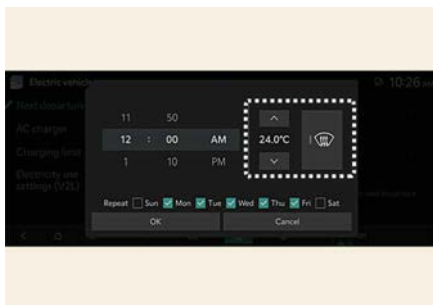 Electric vehicle
10:26 AM
Next departure
AC charger
Charging limit
Electricity use
settings (V2L)
11 50
12 : 00 AM 24.0°C
1 10 PM
Repeat Sun Mon Tue Wed Thu Fri Sat
OK Cancel